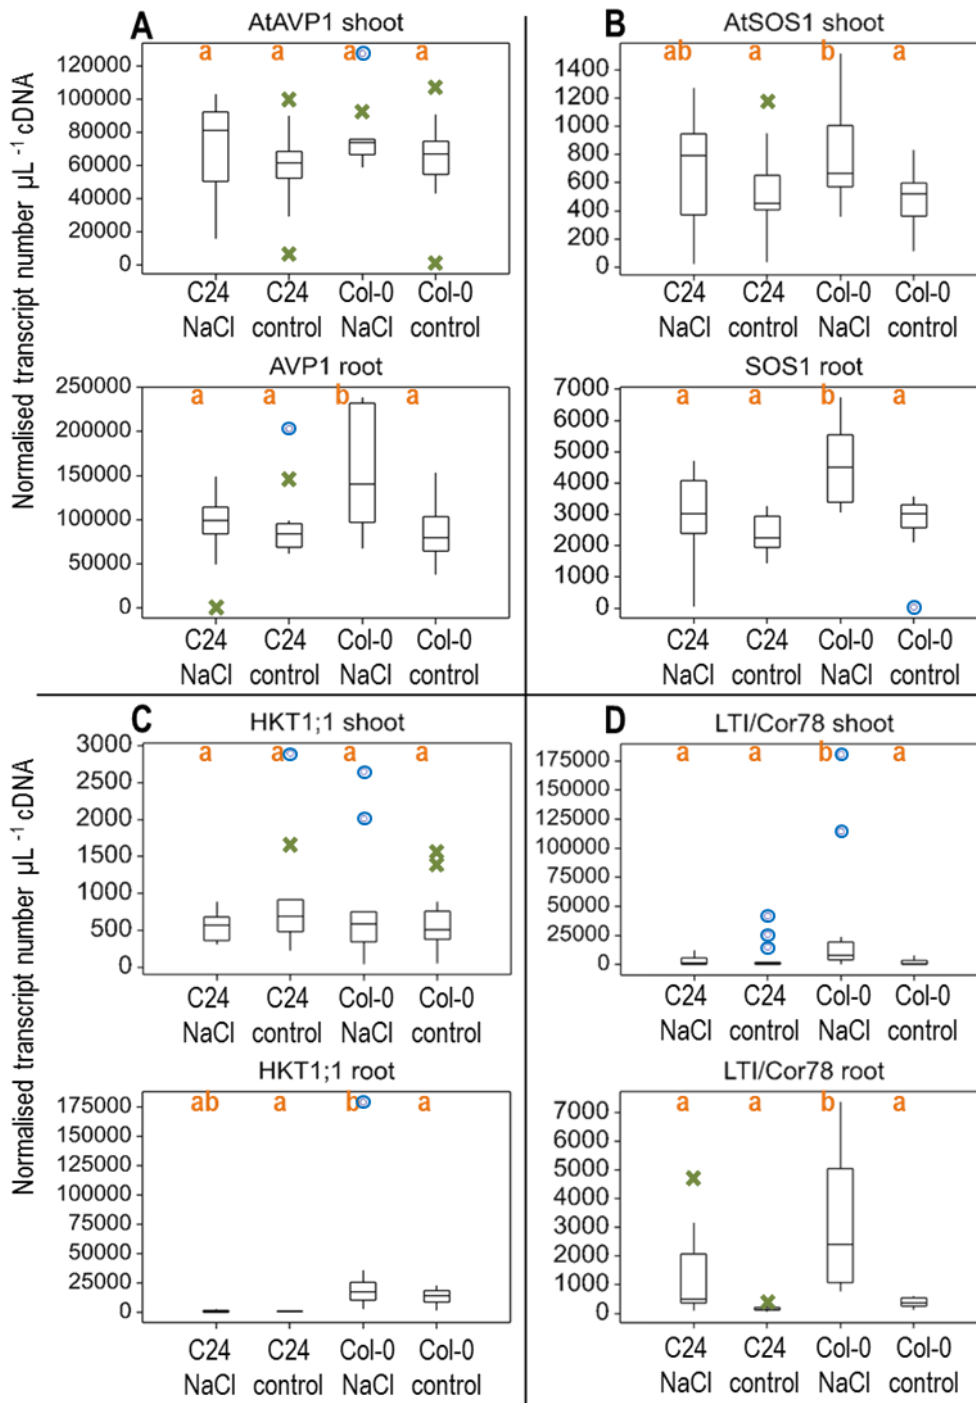 A
AtAVP1 shoot
Normalised transcript number µL⁻¹ cDNA
a a a a
120000
100000
80000
60000
40000
20000
0
C24 C24 Col-0 Col-0
NaCl control NaCl control
AVP1 root
a a b a
250000
200000
150000
100000
50000
0
C24 C24 Col-0 Col-0
NaCl control NaCl control
B
AtSOS1 shoot
ab a b a
1400
1200
1000
800
600
400
200
0
C24 C24 Col-0 Col-0
NaCl control NaCl control
SOS1 root
a a b a
7000
6000
5000
4000
3000
2000
1000
0
C24 C24 Col-0 Col-0
NaCl control NaCl control
C
HKT1;1 shoot
Normalised transcript number µL⁻¹ cDNA
a a a a
3000
2500
2000
1500
1000
500
0
C24 C24 Col-0 Col-0
NaCl control NaCl control
HKT1;1 root
ab a b a
175000
150000
125000
100000
75000
50000
25000
0
C24 C24 Col-0 Col-0
NaCl control NaCl control
D
LTI/Cor78 shoot
a a b a
175000
150000
125000
100000
75000
50000
25000
0
C24 C24 Col-0 Col-0
NaCl control NaCl control
LTI/Cor78 root
a a b a
7000
6000
5000
4000
3000
2000
1000
0
C24 C24 Col-0 Col-0
NaCl control NaCl control